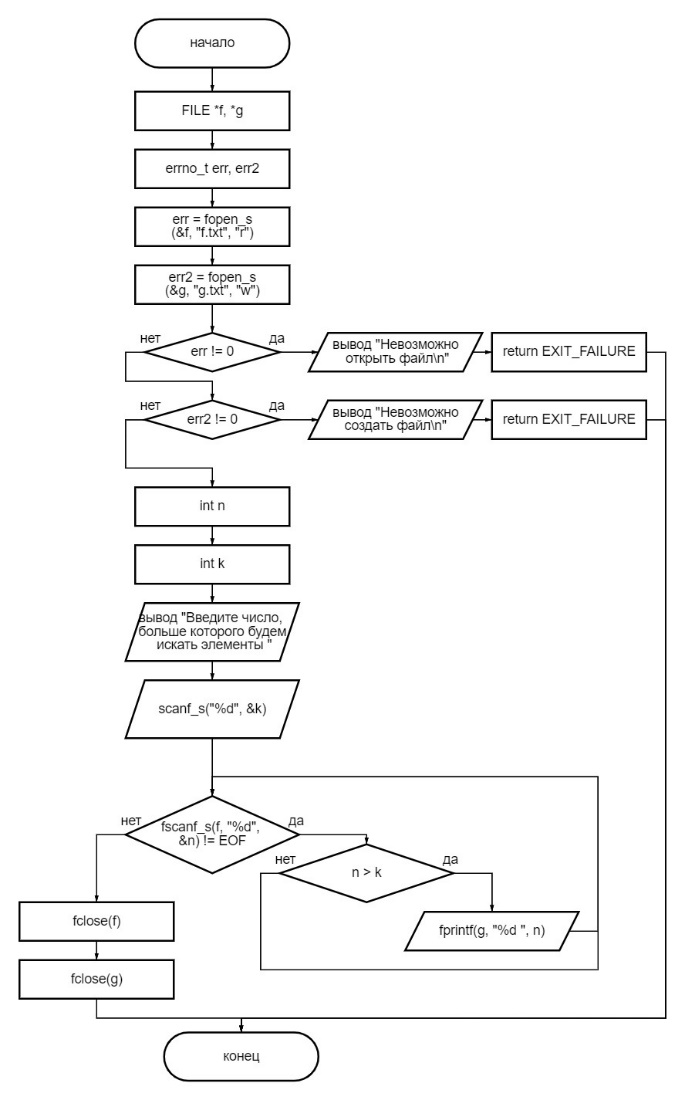 начало
FILE *f, *g
errno_t err, err2
err = fopen_s
(&f, "f.txt", "r")
err2 = fopen_s
(&g, "g.txt", "w")
нет
err != 0
да
вывод "Невозможно
открыть файл\n"
return EXIT_FAILURE
нет
err2 != 0
да
вывод "Невозможно
создать файл\n"
return EXIT_FAILURE
int n
int k
вывод "Введите число,
больше которого будем
искать элементы "
scanf_s("%d", &k)
нет
fscanf_s(f, "%d",
&n) != EOF
да
нет
n > k
да
fprintf(g, "%d ", n)
fclose(f)
fclose(g)
конец